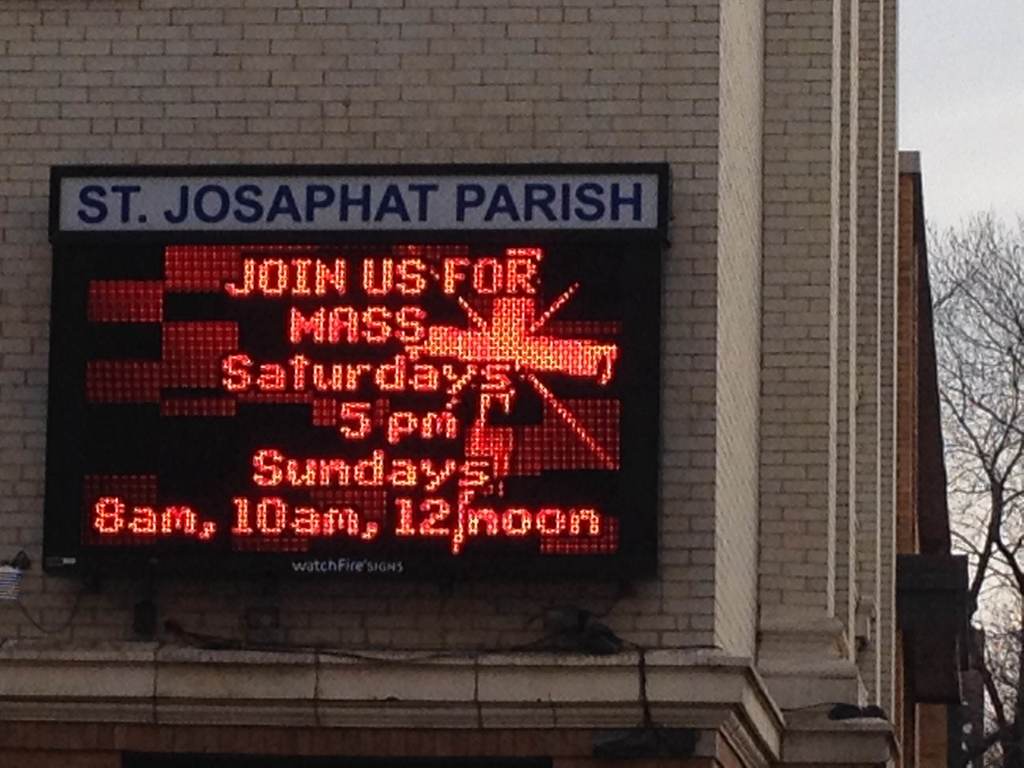 ST. JOSAPHAT PARISH
JOIN US FOR
MASS
Saturdays
5 pm
Sundays
8am, 10am, 12 noon
watchFire SIGNS